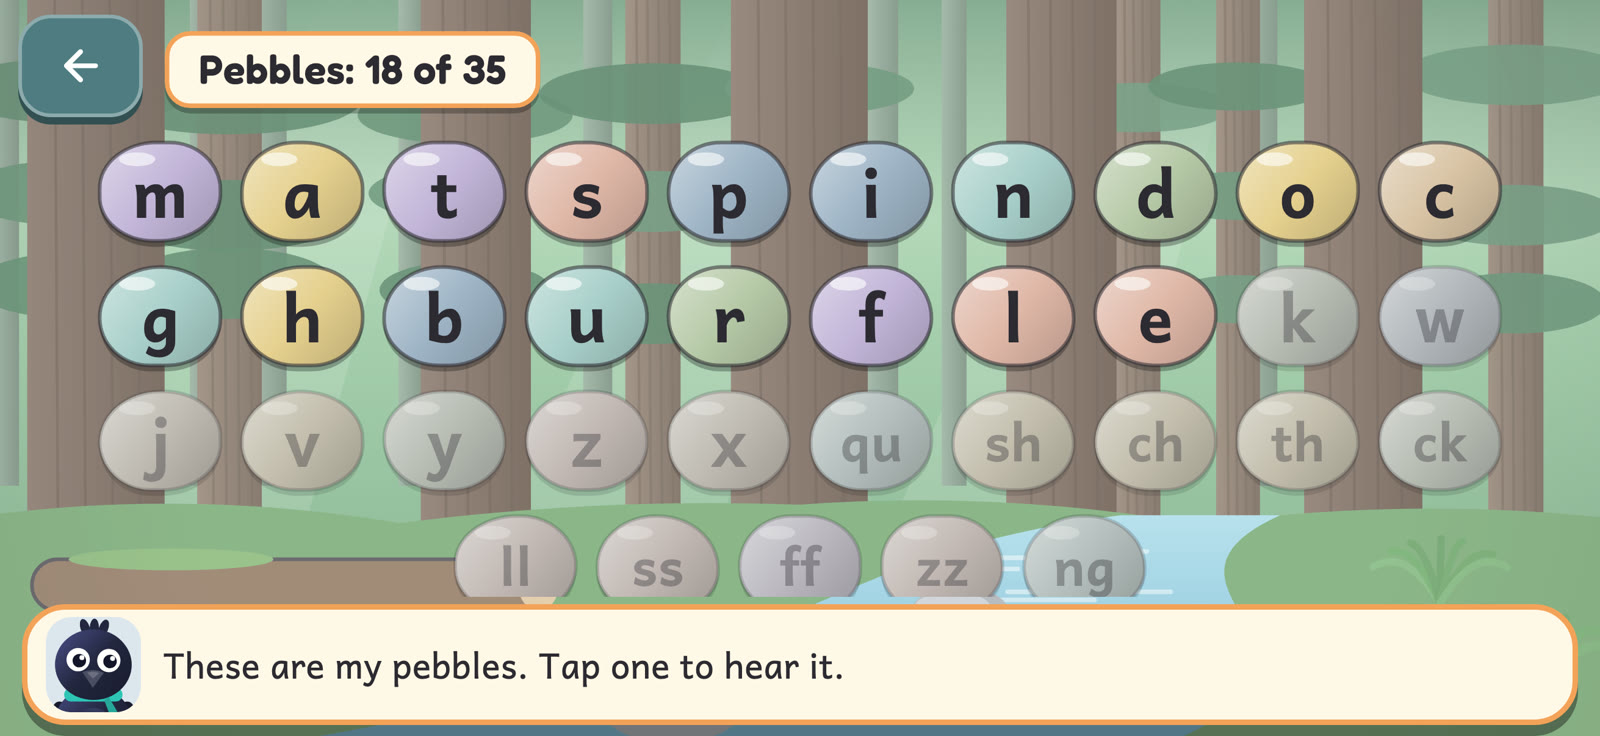 Pebbles: 18 of 35
m a t s p i n d o c
g h b u r f l e k w
j v y z x qu sh ch th ck
ll ss ff zz ng
These are my pebbles. Tap one to hear it.